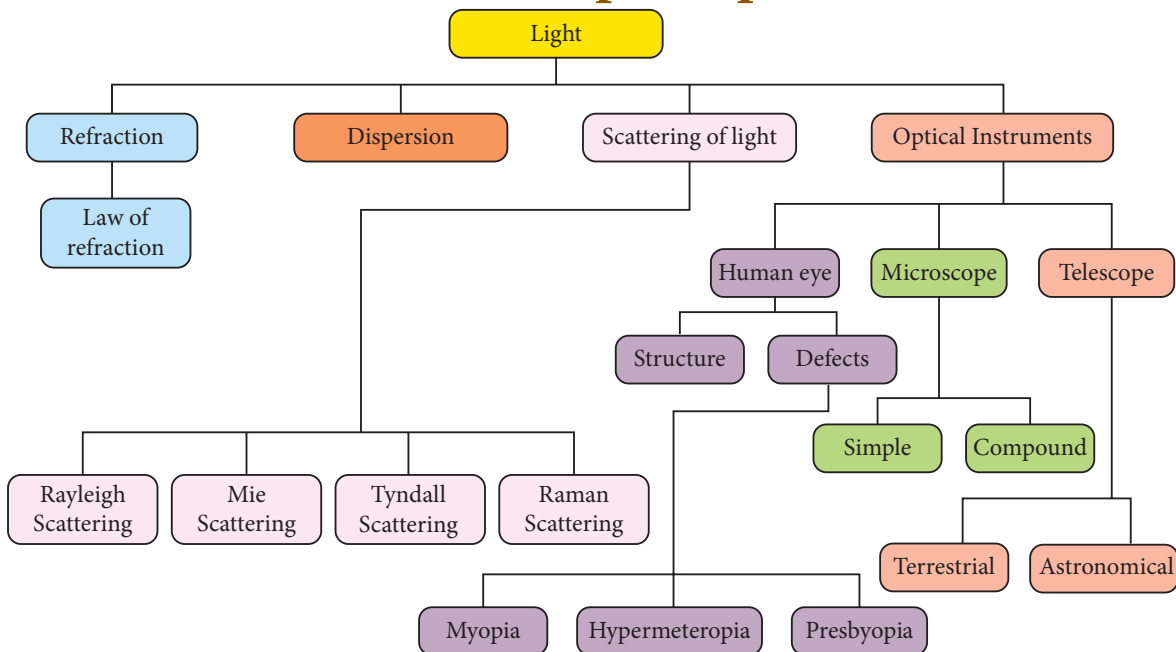 Light
Refraction
Dispersion
Scattering of light
Optical Instruments
Law of
refraction
Human eye
Microscope
Telescope
Structure
Defects
Simple
Compound
Rayleigh
Scattering
Mie
Scattering
Tyndall
Scattering
Raman
Scattering
Terrestrial
Astronomical
Myopia
Hypermeteropia
Presbyopia